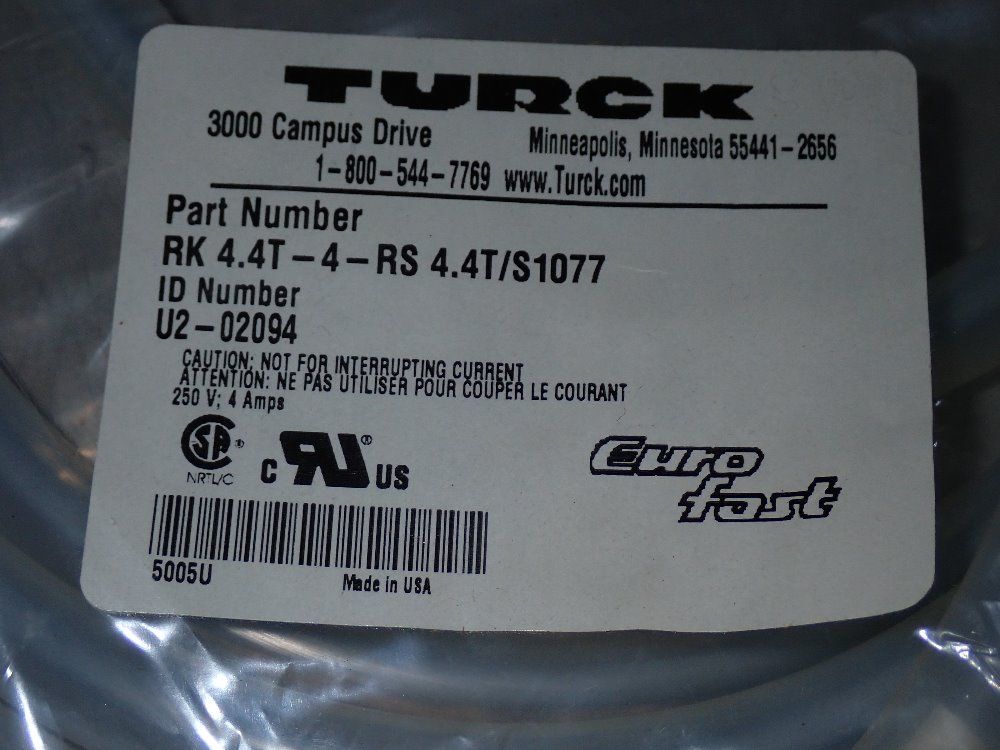 TURCK
3000 Campus Drive Minneapolis, Minnesota 55441-2656
1-800-544-7769 www.Turck.com
Part Number
RK 4.4T-4-RS 4.4T/S1077
ID Number
U2-02094
CAUTION: NOT FOR INTERRUPTING CURRENT
ATTENTION: NE PAS UTILISER POUR COUPER LE COURANT
250 V; 4 Amps
SA ®
NRTL/C
C RU ® US
Euro
fast
5005U Made in USA